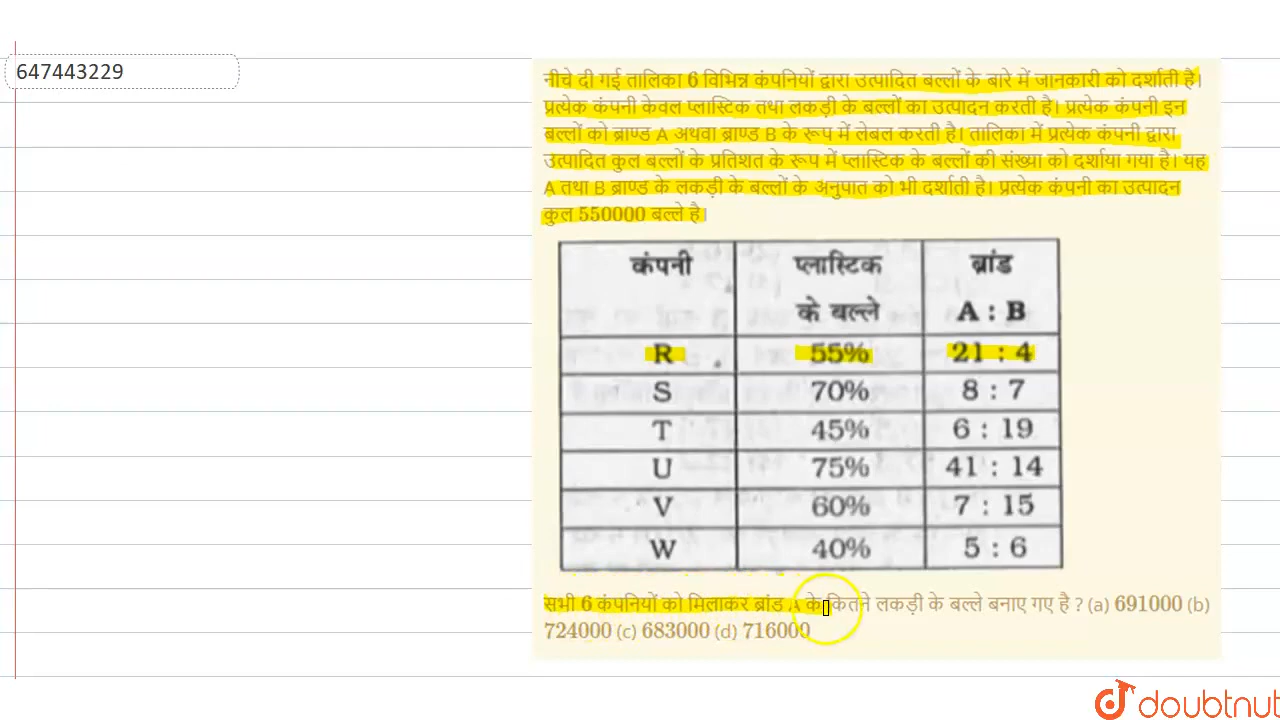 647443229
नीचे दी गई तालिका 6 विभिन्न कंपनियों द्वारा उत्पादित बल्लों के बारे में जानकारी को दर्शाती है।
प्रत्येक कंपनी केवल प्लास्टिक तथा लकड़ी के बल्लों का उत्पादन करती है। प्रत्येक कंपनी इन
बल्लों को ब्राण्ड A अथवा ब्राण्ड B के रूप में लेबल करती है। तालिका में प्रत्येक कंपनी द्वारा
उत्पादित कुल बल्लों के प्रतिशत के रूप में प्लास्टिक के बल्लों की संख्या को दर्शाया गया है। यह
A तथा B ब्राण्ड के लकड़ी के बल्लों के अनुपात को भी दर्शाती है। प्रत्येक कंपनी का उत्पादन
कुल 550000 बल्ले है।
कंपनी प्लास्टिक ब्रांड
के बल्ले A : B
R 55% 21 : 4
S 70% 8 : 7
T 45% 6 : 19
U 75% 41 : 14
V 60% 7 : 15
W 40% 5 : 6
सभी 6 कंपनियों को मिलाकर ब्रांड A के कितने लकड़ी के बल्ले बनाए गए है ? (a) 691000 (b)
724000 (c) 683000 (d) 716000
doubtnut